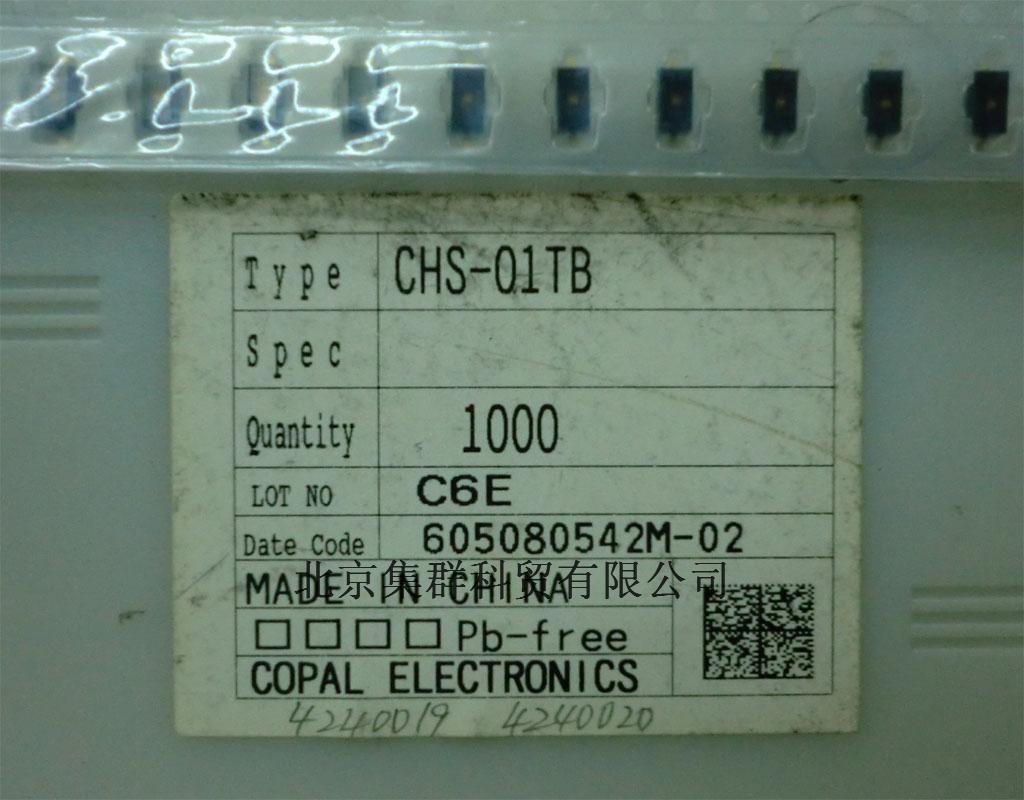 Type CHS-01TB
Spec
Quantity 1000
LOT NO C6E
Date Code 605080542M-02
北京集群科贸有限公司
MADE IN CHINA
□□□□ Pb-free
COPAL ELECTRONICS
4240019 4240020